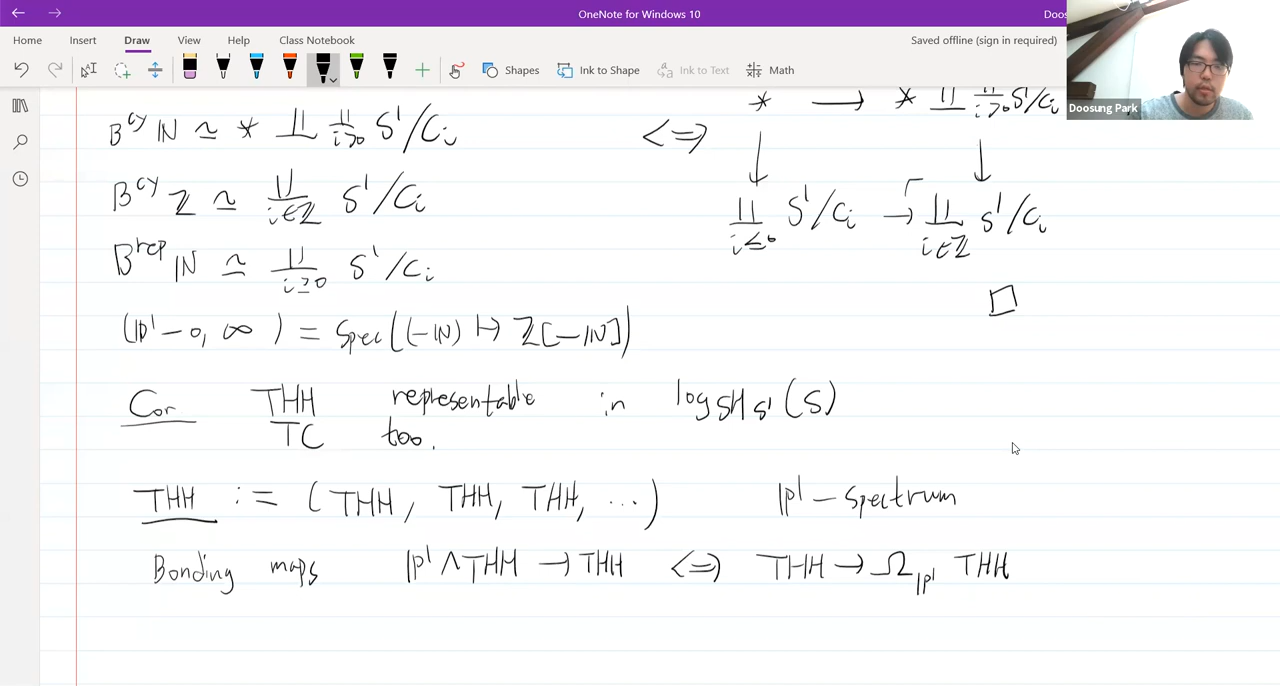 OneNote for Windows 10
Doos
Home Insert Draw View Help Class Notebook
Saved offline (sign in required)
Shapes Ink to Shape Ink to Text Math
Doosung Park
B^{cy} ℕ ≃ * ⨿ ⨿_{i>0} S¹/C_i
⟺
* → * ⨿ ⨿_{i>0} S¹/C_i
↓ ↓
⨿_{i≤0} S¹/C_i → ⨿_{i∈ℤ} S¹/C_i
□
B^{cy} ℤ ≃ ⨿_{i∈ℤ} S¹/C_i
B^{rep} ℕ ≃ ⨿_{i≥0} S¹/C_i
(ℙ¹ - 0, ∞) = Spec((-ℕ) ↦ ℤ[-ℕ])
Cor THH representable in logSH_{S¹}(S)
TC too.
THH := (THH, THH, THH, ...) ℙ¹-spectrum
Bonding maps ℙ¹ ∧ THH → THH ⟺ THH → Ω_{ℙ¹} THH